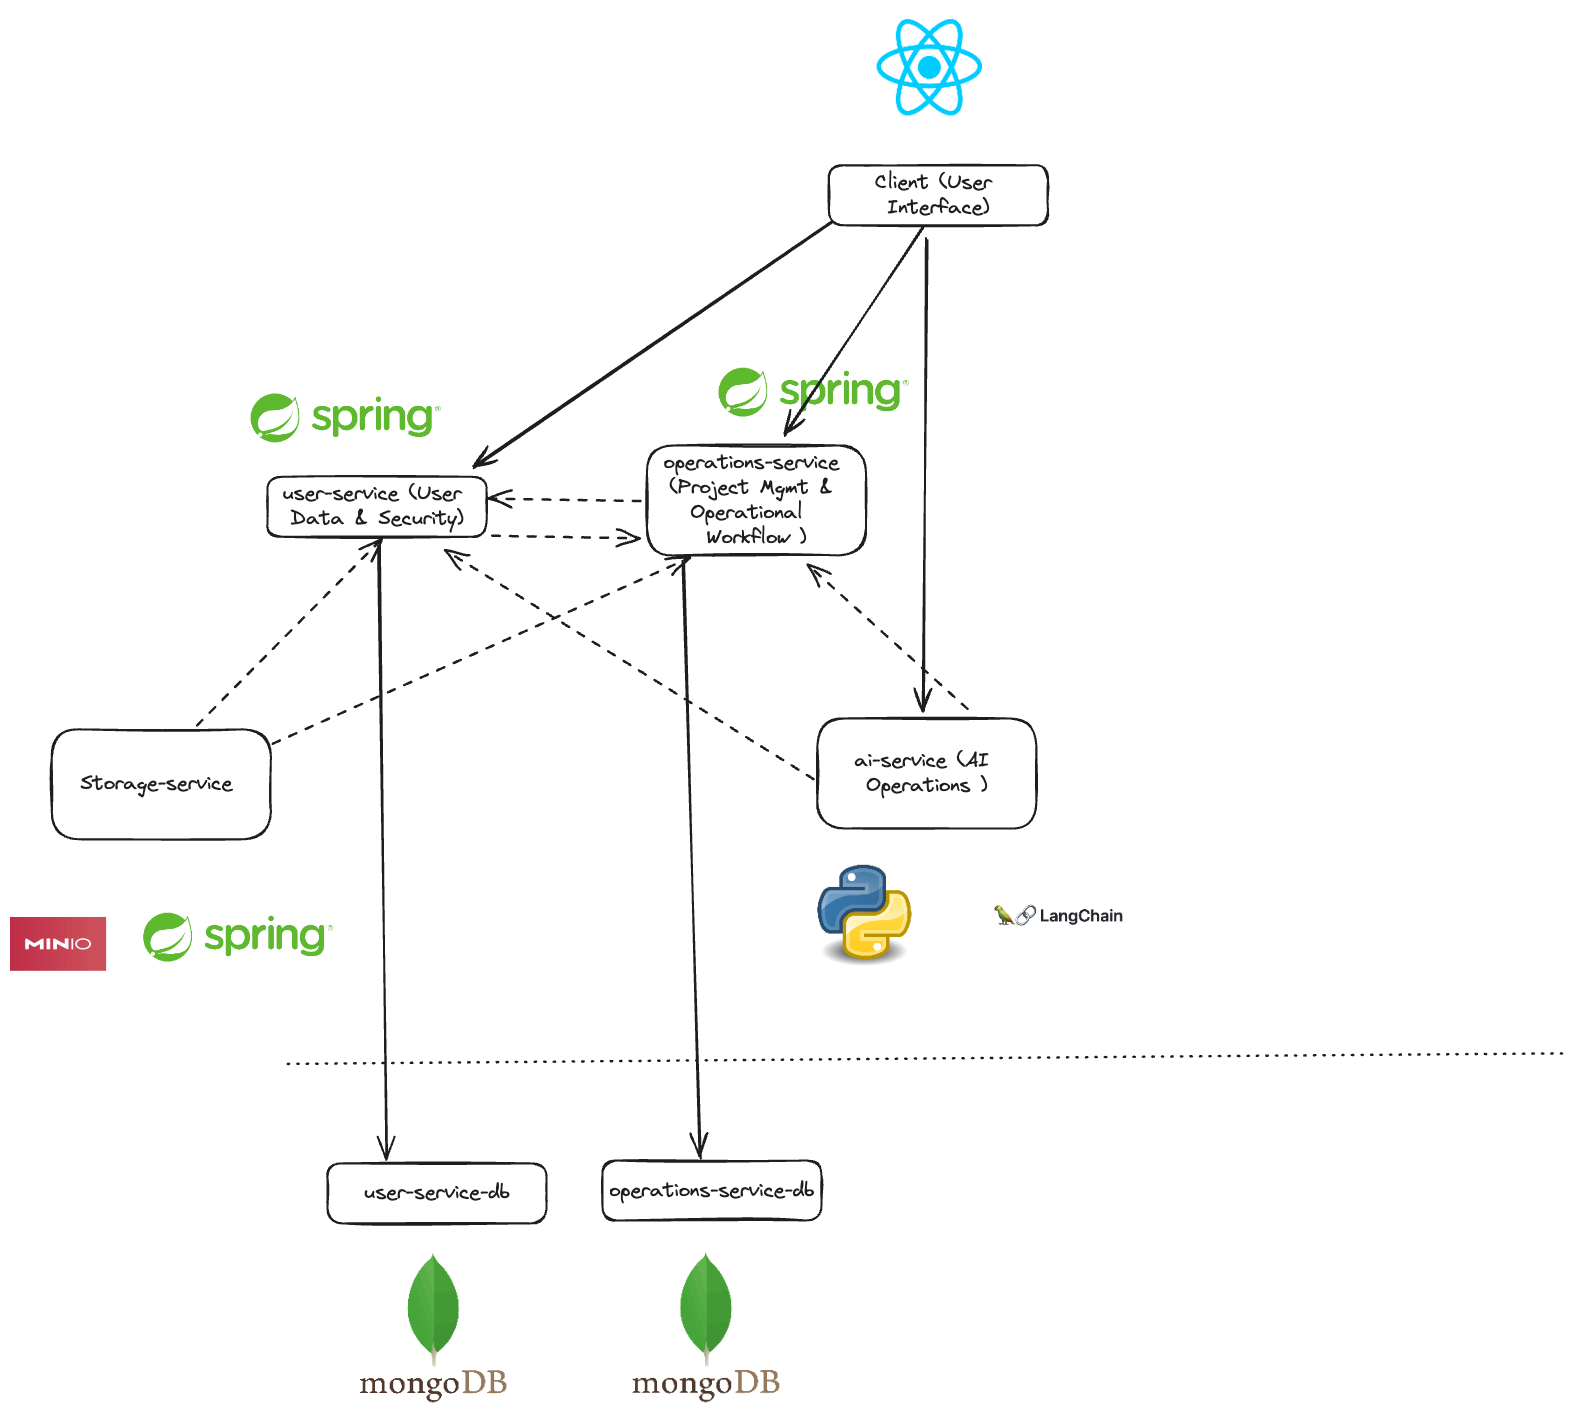 Client (User
Interface)
spring®
spring®
user-service (User
Data & Security)
operations-service
(Project Mgmt &
Operational
Workflow )
Storage-service
ai-service (AI
Operations )
MINIO
spring®
LangChain
user-service-db
operations-service-db
mongoDB
mongoDB